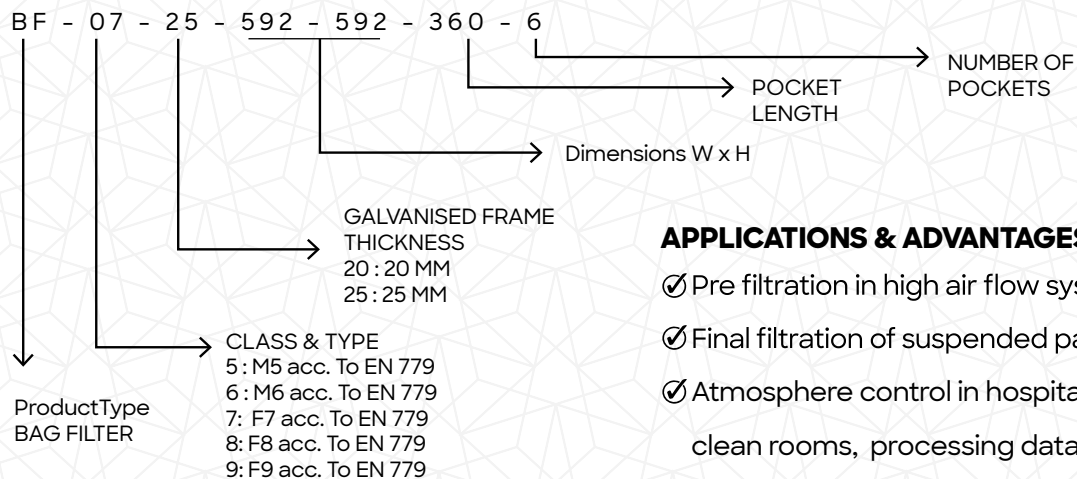 BF - 07 - 25 - 592 - 592 - 360 - 6
NUMBER OF
POCKETS
POCKET
LENGTH
Dimensions W x H
GALVANISED FRAME
THICKNESS
20 : 20 MM
25 : 25 MM
CLASS & TYPE
5 : M5 acc. To EN 779
6 : M6 acc. To EN 779
7: F7 acc. To EN 779
8: F8 acc. To EN 779
9: F9 acc. To EN 779
ProductType
BAG FILTER
APPLICATIONS & ADVANTAGES
Pre filtration in high air flow
Final filtration of suspended
Atmosphere control in
clean rooms, processing data